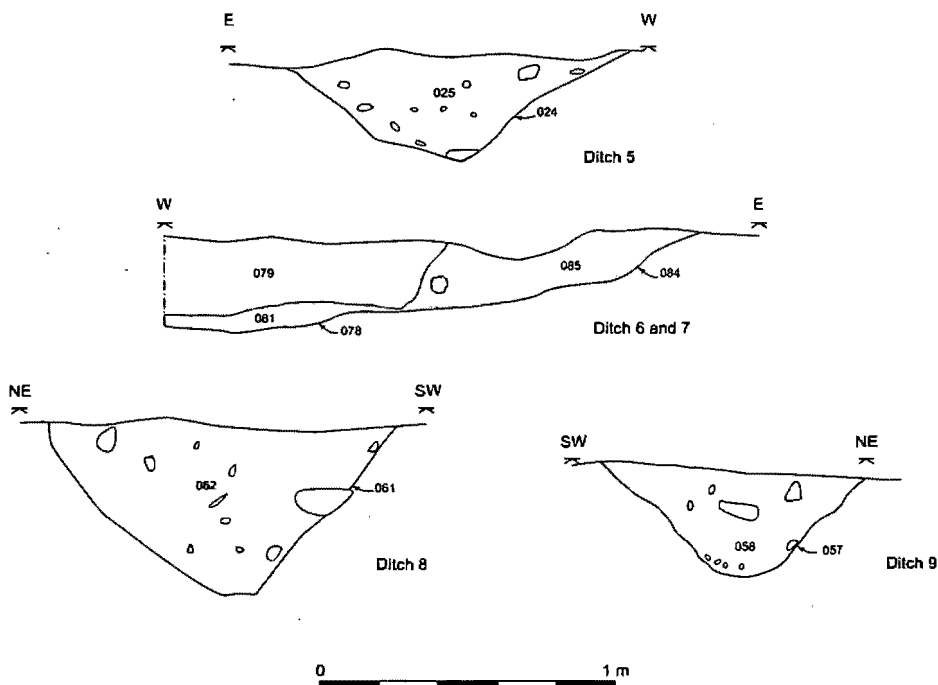 E W
025
024
Ditch 5
W E
079
085
084
081
078
Ditch 6 and 7
NE SW
062
061
Ditch 8
SW NE
058
057
Ditch 9
0 1 m